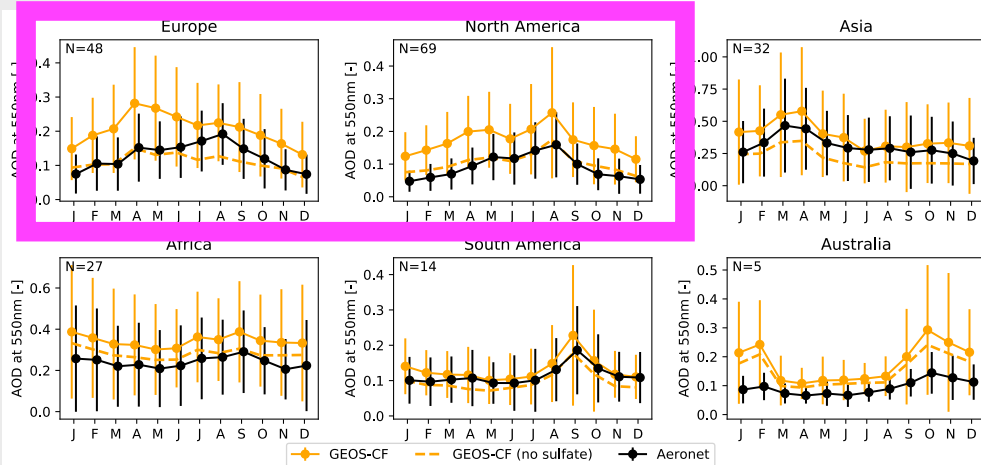 Europe North America Asia
N=48 N=69 N=32
AOD at 550nm [-] AOD at 550nm [-] AOD at 550nm [-]
0.3 0.2 0.1 0.0
0.4 0.3 0.2 0.1 0.0
J F M A M J J A S O N D J F M A M J J A S O N D J F M A M J J A S O N D
Africa South America Australia
N=27 N=14 N=5
AOD at 550nm [-] AOD at 550nm [-] AOD at 550nm [-]
0.6 0.4 0.2 0.0
0.4 0.3 0.2 0.1 0.0
0.5 0.4 0.3 0.2 0.1 0.0
J F M A M J J A S O N D J F M A M J J A S O N D J F M A M J J A S O N D
GEOS-CF GEOS-CF (no sulfate) Aeronet